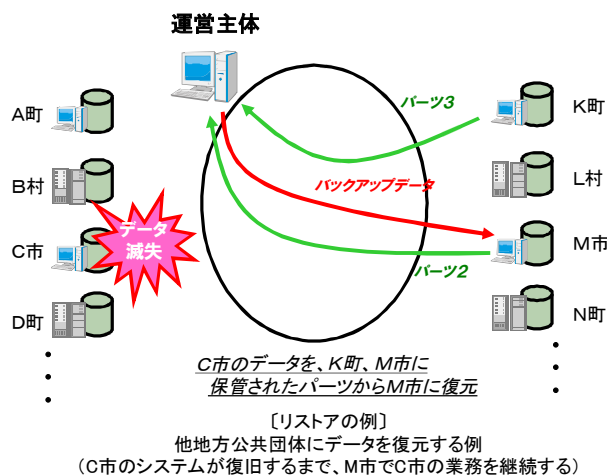 運営主体
A町
B村
C市
D町
データ
滅失
パーツ3
バックアップデータ
パーツ2
K町
L村
M市
N町
C市のデータを、K町、M市に
保管されたパーツからM市に復元
〔リストアの例〕
他地方公共団体にデータを復元する例
(C市のシステムが復旧するまで、M市でC市の業務を継続する)